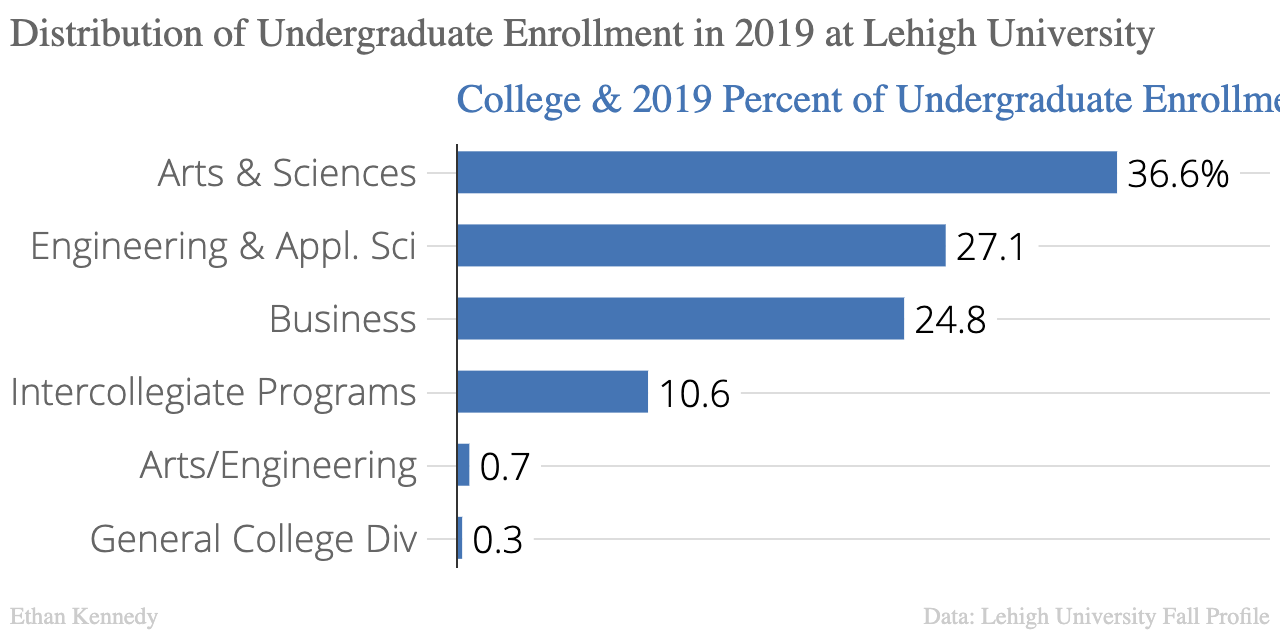 Distribution of Undergraduate Enrollment in 2019 at Lehigh University
College & 2019 Percent of Undergraduate Enrollme
Arts & Sciences 36.6%
Engineering & Appl. Sci 27.1
Business 24.8
Intercollegiate Programs 10.6
Arts/Engineering 0.7
General College Div 0.3
Ethan Kennedy Data: Lehigh University Fall Profile